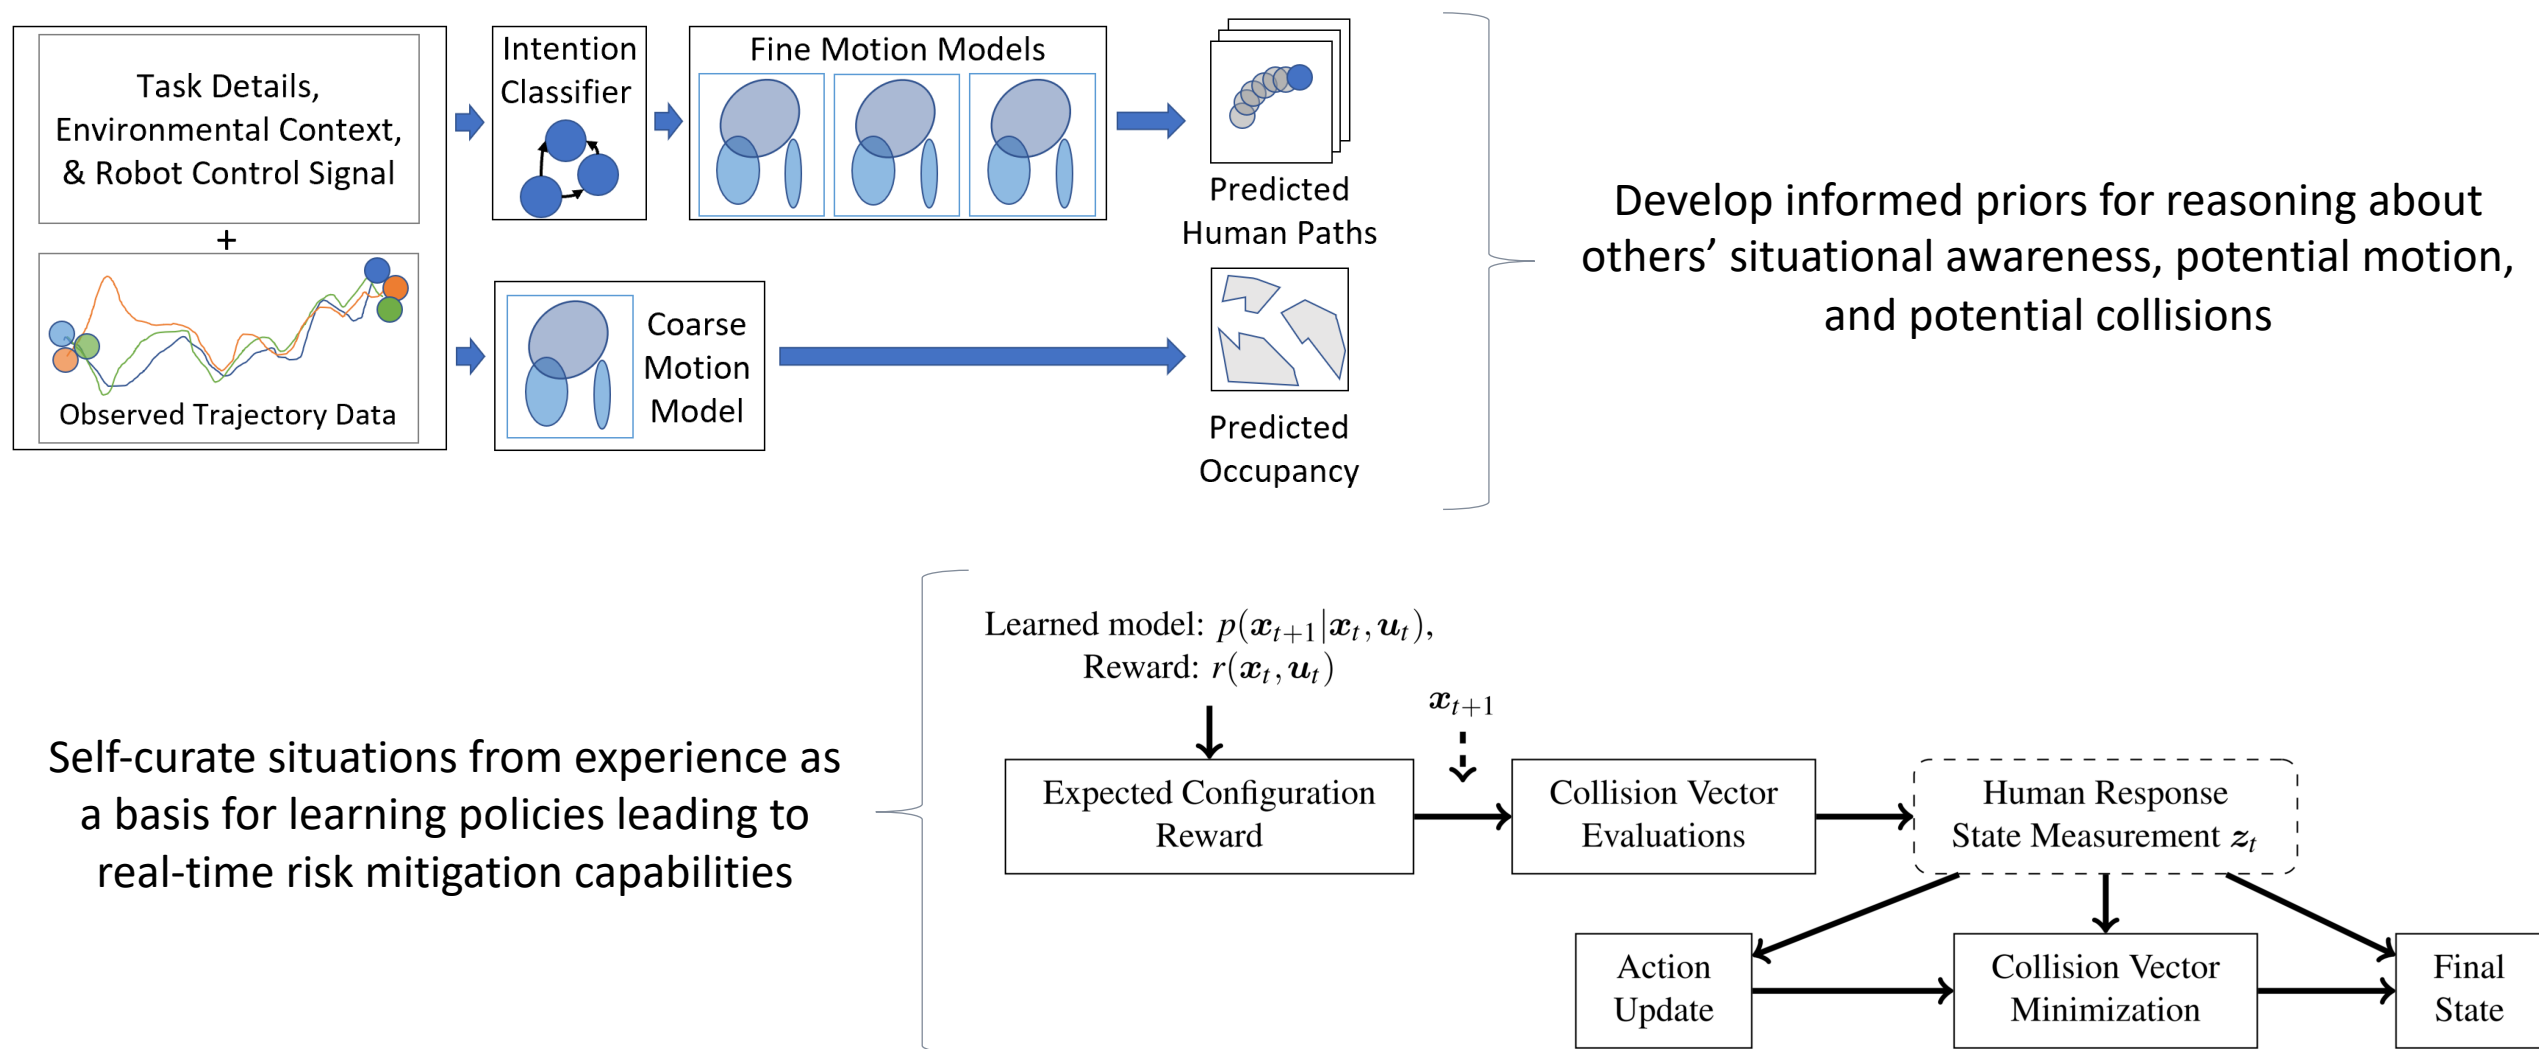 Task Details,
Environmental Context,
& Robot Control Signal
+
Observed Trajectory Data
Intention
Classifier
Fine Motion Models
Coarse
Motion
Model
Predicted
Human Paths
Predicted
Occupancy
Develop informed priors for reasoning about
others’ situational awareness, potential motion,
and potential collisions
Self-curate situations from experience as
a basis for learning policies leading to
real-time risk mitigation capabilities
Learned model: p(x_{t+1}|x_t, u_t),
Reward: r(x_t, u_t)
x_{t+1}
Expected Configuration
Reward
Collision Vector
Evaluations
Human Response
State Measurement z_t
Action
Update
Collision Vector
Minimization
Final
State